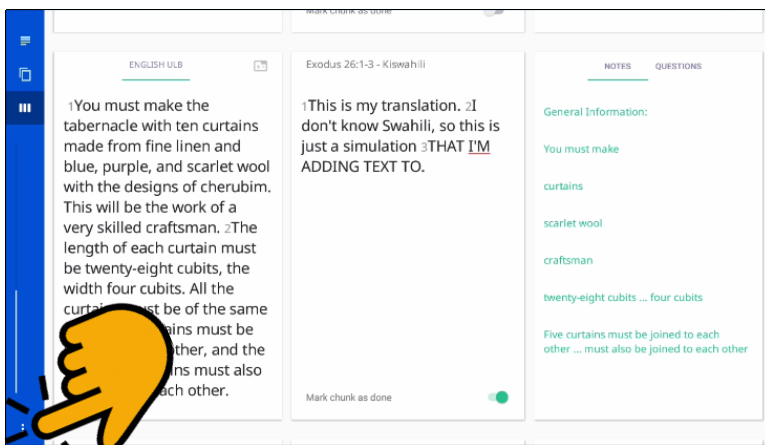 Mark chunk as done
ENGLISH ULB
1You must make the
tabernacle with ten curtains
made from fine linen and
blue, purple, and scarlet wool
with the designs of cherubim.
This will be the work of a
very skilled craftsman. 2The
length of each curtain must
be twenty-eight cubits, the
width four cubits. All the
be of the same
must be
and the
must also
each other.
Exodus 26:1-3 - Kiswahili
1This is my translation. 2I
don't know Swahili, so this is
just a simulation 3THAT I'M
ADDING TEXT TO.
Mark chunk as done
NOTES QUESTIONS
General Information:
You must make
curtains
scarlet wool
craftsman
twenty-eight cubits ... four cubits
Five curtains must be joined to each
other ... must also be joined to each other